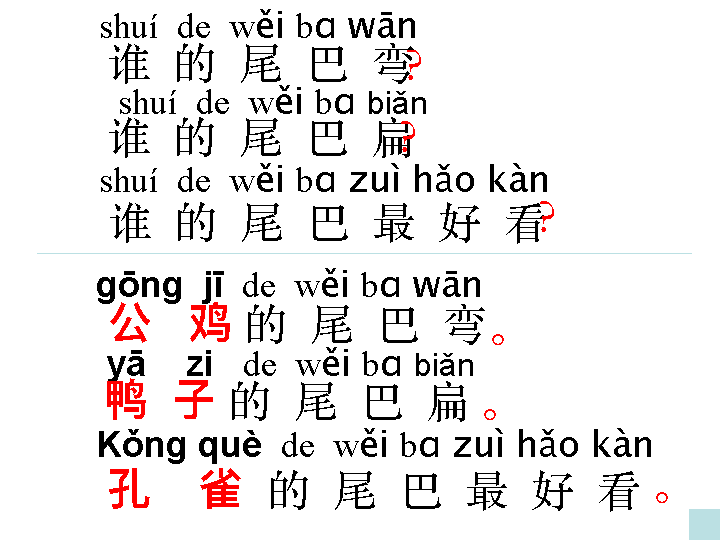 shuí de wěi bɑ wān
谁 的 尾 巴 弯?
shuí de wěi bɑ biǎn
谁 的 尾 巴 扁?
shuí de wěi bɑ zuì hǎo kàn
谁 的 尾 巴 最 好 看?
gōng jī de wěi bɑ wān
公 鸡 的 尾 巴 弯。
yā zi de wěi bɑ biǎn
鸭 子 的 尾 巴 扁。
Kǒng què de wěi bɑ zuì hǎo kàn
孔 雀 的 尾 巴 最 好 看。